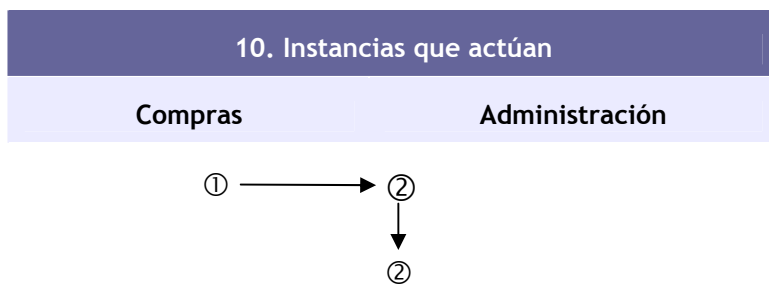 10. Instancias que actúan
Compras Administración
① ②
②